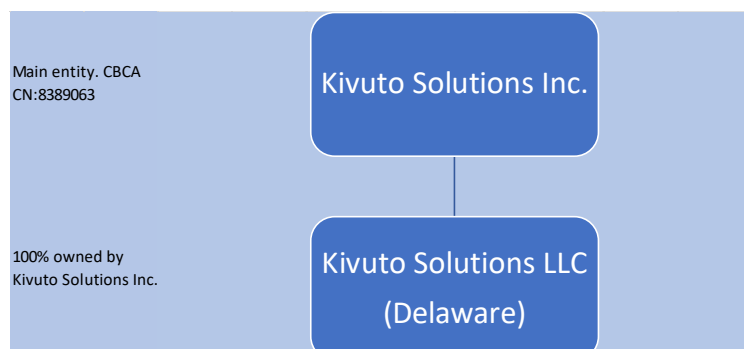 Main entity. CBCA
CN:8389063
Kivuto Solutions Inc.
100% owned by
Kivuto Solutions Inc.
Kivuto Solutions LLC
(Delaware)